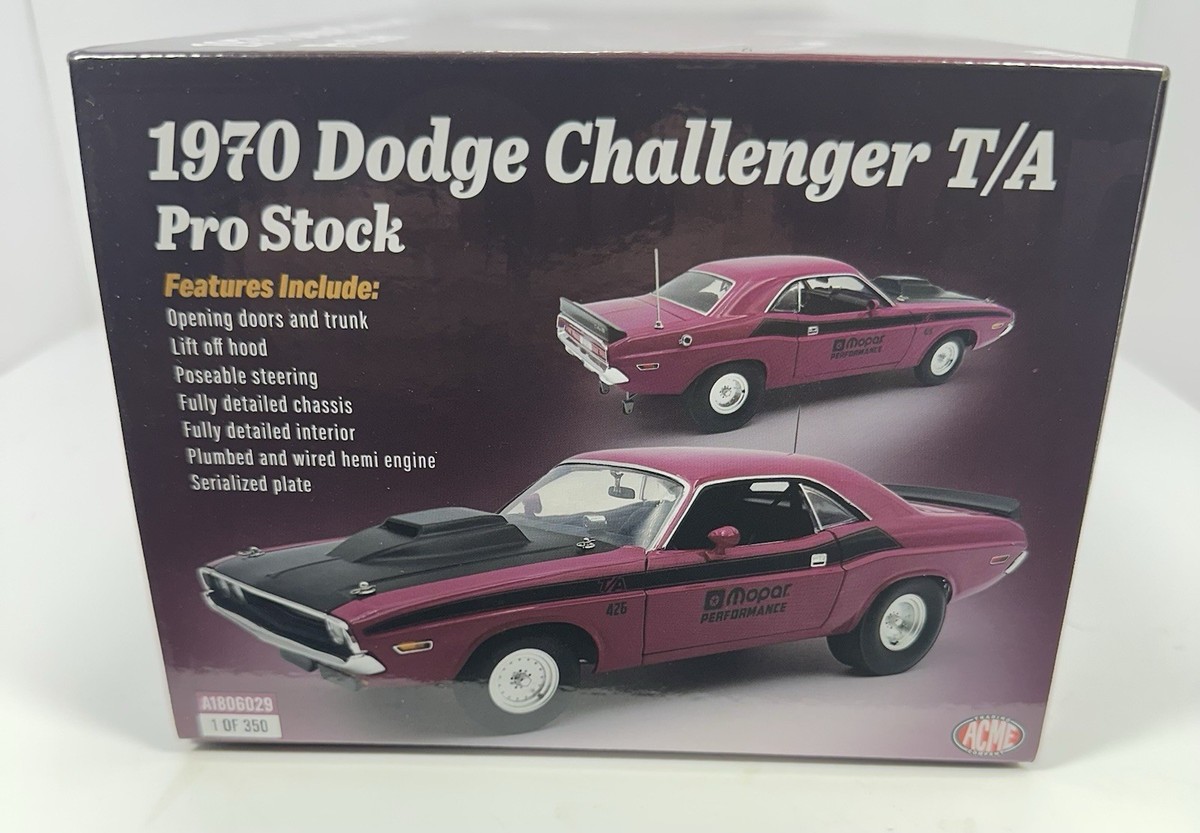 1970 Dodge Challenger T/A
Pro Stock
Features Include:
Opening doors and trunk
Lift off hood
Poseable steering
Fully detailed chassis
Fully detailed interior
Plumbed and wired hemi engine
Serialized plate
Mopar
PERFORMANCE
T/A
426
Mopar
PERFORMANCE
A1806029
1 OF 350
ACME